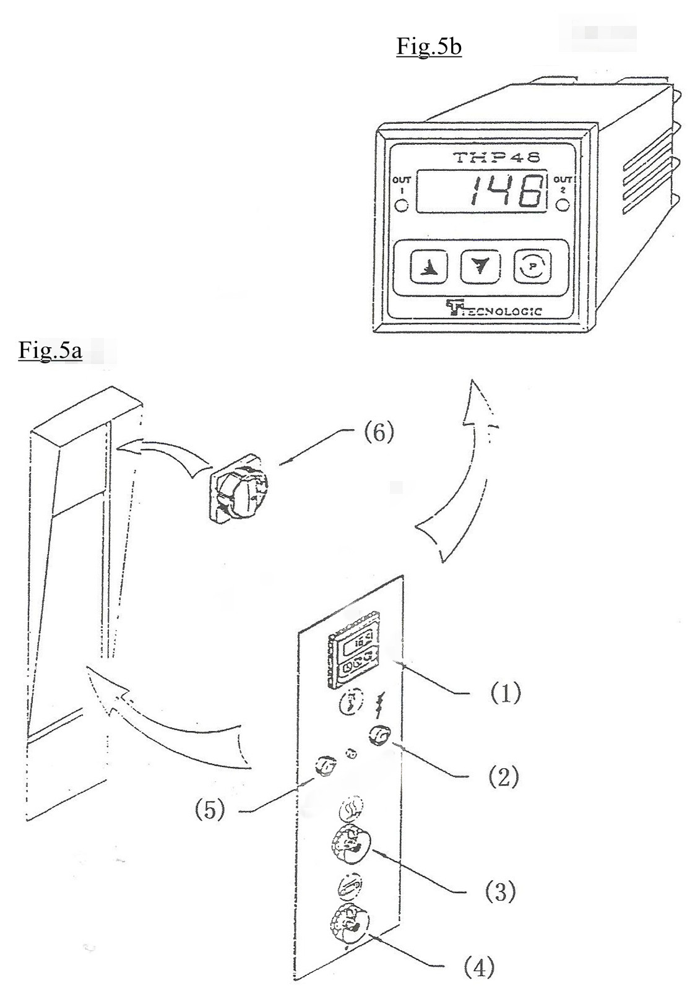 Fig.5b
THP48
OUT
1
146
OUT
2
P
TECNOLOGIC
Fig.5a
(6)
(1)
(2)
(5)
(3)
(4)